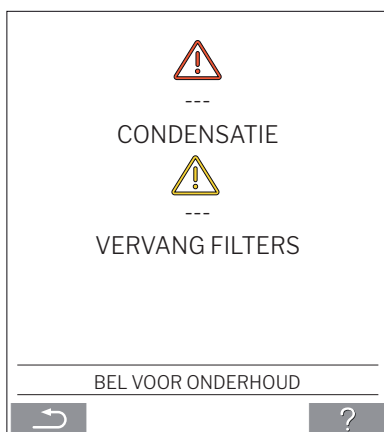 ---
CONDENSATIE
---
VERVANG FILTERS
BEL VOOR ONDERHOUD
?